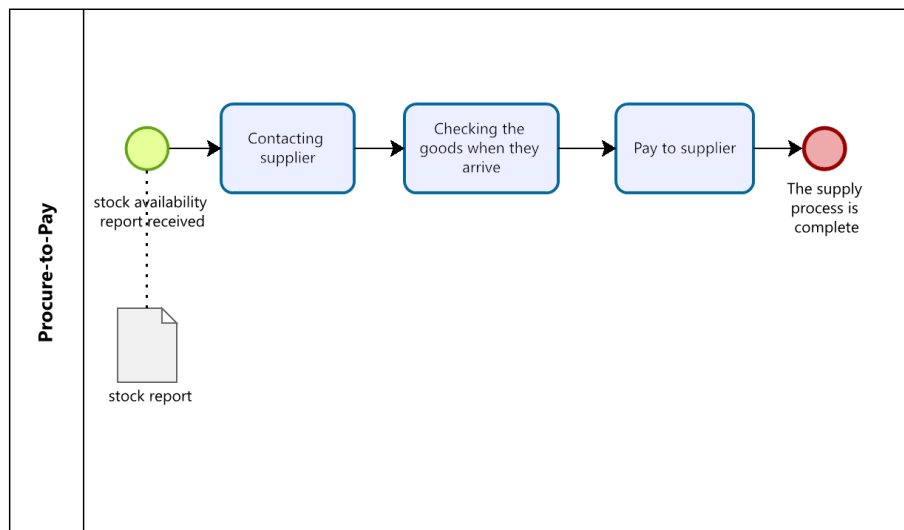 Procure-to-Pay
Contacting
supplier
Checking the
goods when they
arrive
Pay to supplier
stock availability
report received
The supply
process is
complete
stock report